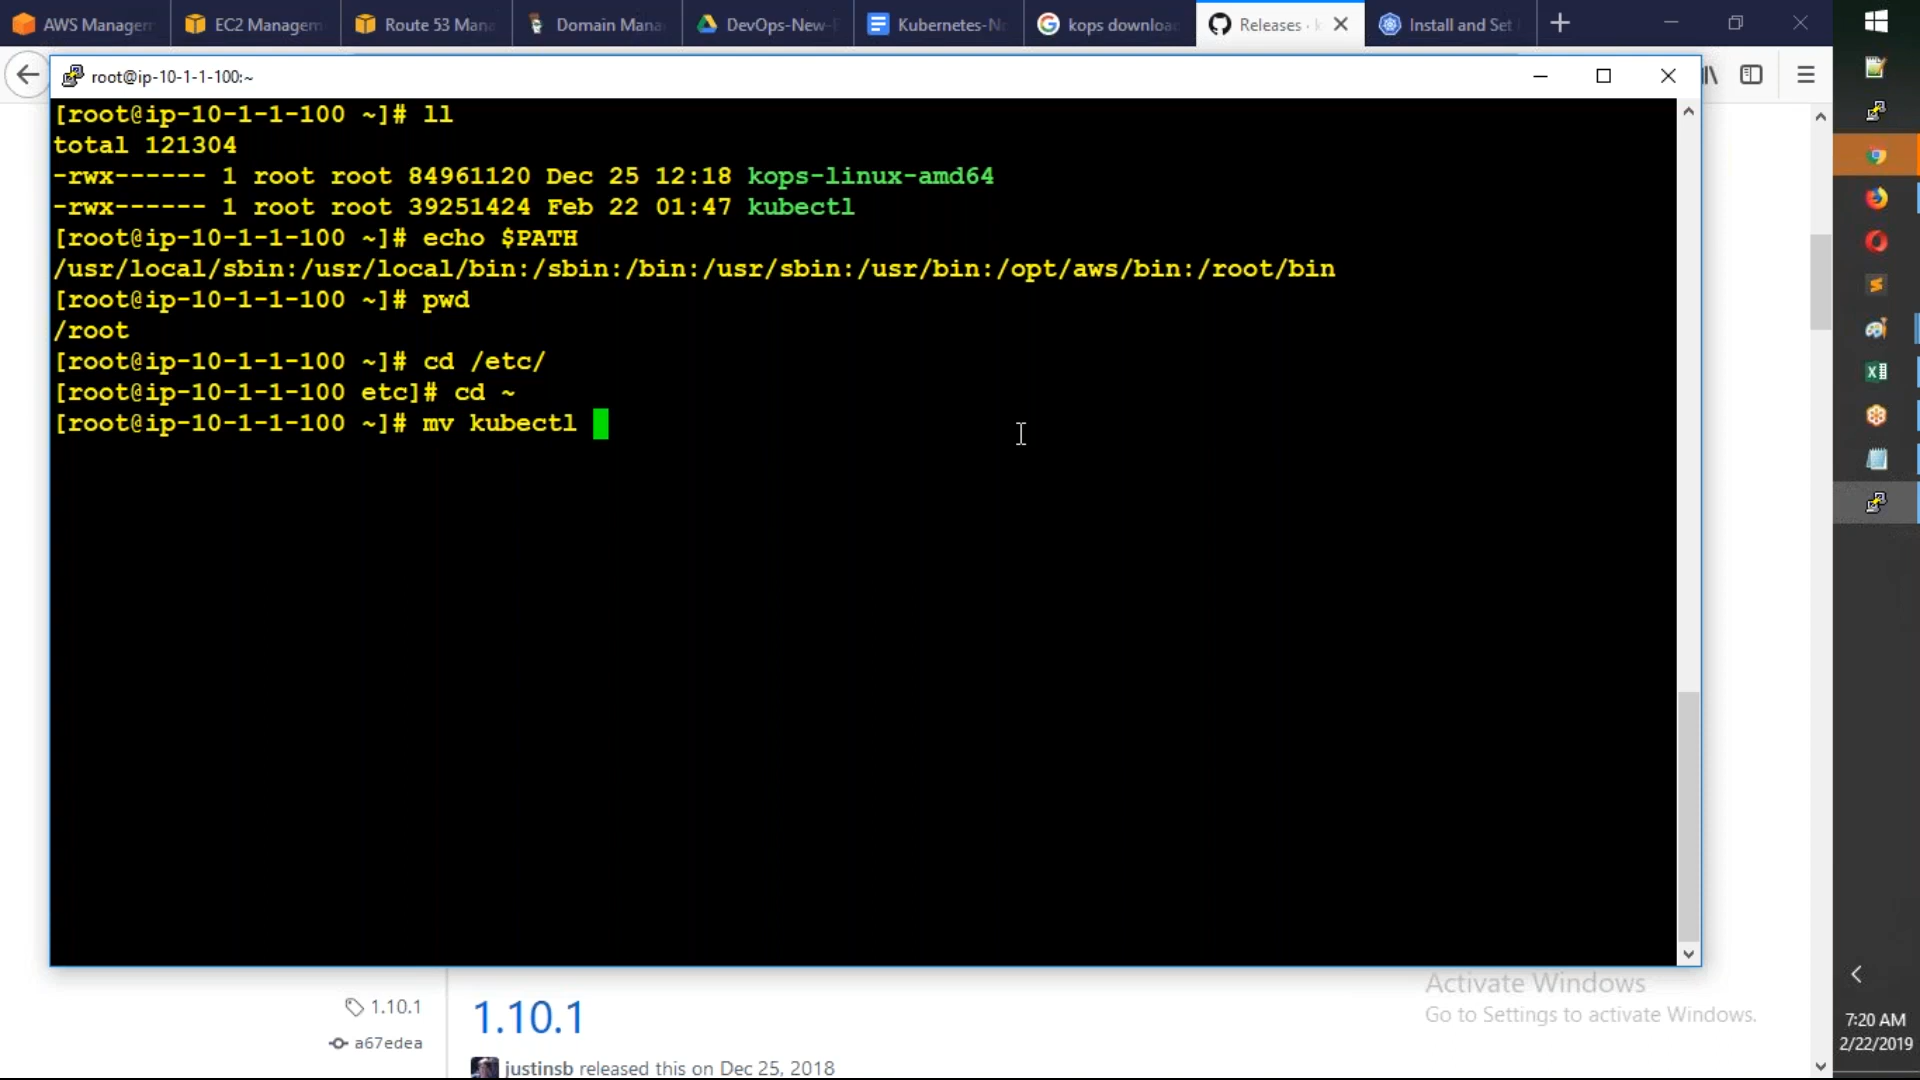 AWS Managem
EC2 Managem
Route 53 Mana
Domain Mana
DevOps-New-
Kubernetes-N
kops download
Releases · k
Install and Set
root@ip-10-1-1-100:~
[root@ip-10-1-1-100 ~]# ll
total 121304
-rwx------ 1 root root 84961120 Dec 25 12:18 kops-linux-amd64
-rwx------ 1 root root 39251424 Feb 22 01:47 kubectl
[root@ip-10-1-1-100 ~]# echo $PATH
/usr/local/sbin:/usr/local/bin:/sbin:/bin:/usr/sbin:/usr/bin:/opt/aws/bin:/root/bin
[root@ip-10-1-1-100 ~]# pwd
/root
[root@ip-10-1-1-100 ~]# cd /etc/
[root@ip-10-1-1-100 etc]# cd ~
[root@ip-10-1-1-100 ~]# mv kubectl
Activate Windows
Go to Settings to activate Windows.
1.10.1
a67edea
1.10.1
justinsb released this on Dec 25, 2018
7:20 AM
2/22/2019